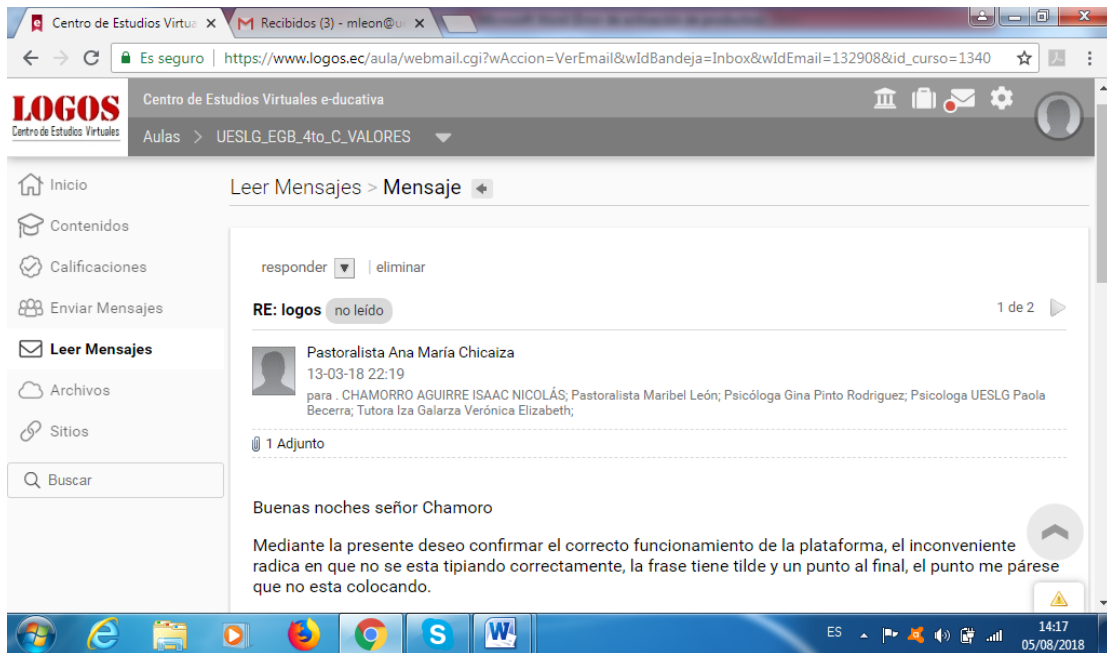 Centro de Estudios Virtua
Recibidos (3) - mleon@u
Es seguro
https://www.logos.ec/aula/webmail.cgi?wAccion=VerEmail&wIdBandeja=Inbox&wIdEmail=132908&id_curso=1340
LOGOS
Centro de Estudios Virtuales
Centro de Estudios Virtuales e-ducativa
Aulas > UESLG_EGB_4to_C_VALORES
Inicio
Contenidos
Calificaciones
Enviar Mensajes
Leer Mensajes
Archivos
Sitios
Buscar
Leer Mensajes > Mensaje
responder | eliminar
RE: logos no leído
1 de 2
Pastoralista Ana María Chicaiza
13-03-18 22:19
para . CHAMORRO AGUIRRE ISAAC NICOLÁS; Pastoralista Maribel León; Psicóloga Gina Pinto Rodriguez; Psicologa UESLG Paola
Becerra; Tutora Iza Galarza Verónica Elizabeth;
1 Adjunto
Buenas noches señor Chamoro
Mediante la presente deseo confirmar el correcto funcionamiento de la plataforma, el inconveniente
radica en que no se esta tipiando correctamente, la frase tiene tilde y un punto al final, el punto me párese
que no esta colocando.
ES
14:17
05/08/2018